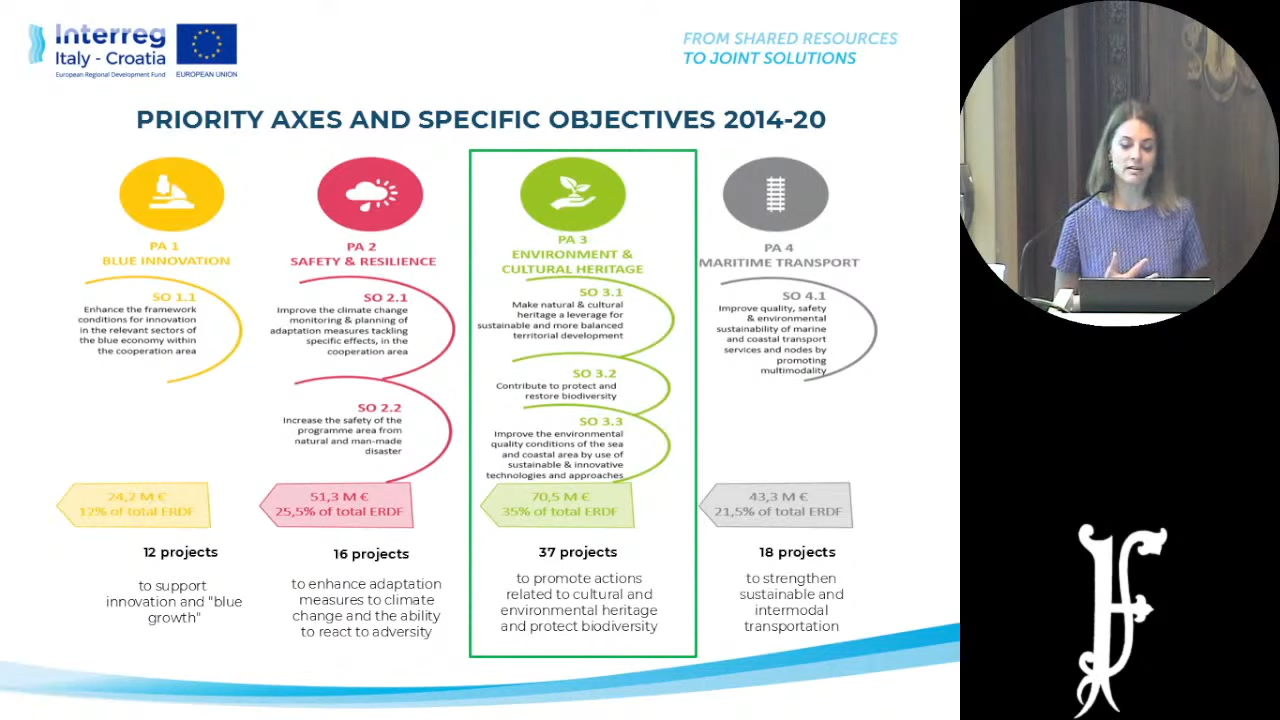 Interreg
Italy - Croatia
European Regional Development Fund
EUROPEAN UNION
FROM SHARED RESOURCES
TO JOINT SOLUTIONS
PRIORITY AXES AND SPECIFIC OBJECTIVES 2014-20
PA 1
BLUE INNOVATION
SO 1.1
Enhance the framework
conditions for innovation
in the relevant sectors of
the blue economy within
the cooperation area
24,2 M €
12% of total ERDF
12 projects
to support
innovation and "blue
growth"
PA 2
SAFETY & RESILIENCE
SO 2.1
Improve the climate change
monitoring & planning of
adaptation measures tackling
specific effects, in the
cooperation area
SO 2.2
Increase the safety of the
programme area from
natural and man-made
disaster
51,3 M €
25,5% of total ERDF
16 projects
to enhance adaptation
measures to climate
change and the ability
to react to adversity
PA 3
ENVIRONMENT &
CULTURAL HERITAGE
SO 3.1
Make natural & cultural
heritage a leverage for
sustainable and more balanced
territorial development
SO 3.2
Contribute to protect and
restore biodiversity
SO 3.3
Improve the environmental
quality conditions of the sea
and coastal area by use of
sustainable & innovative
technologies and approaches
70,5 M €
35% of total ERDF
37 projects
to promote actions
related to cultural and
environmental heritage
and protect biodiversity
PA 4
MARITIME TRANSPORT
SO 4.1
Improve quality, safety
& environmental
sustainability of marine
and coastal transport
services and nodes by
promoting
multimodality
43,3 M €
21,5% of total ERDF
18 projects
to strengthen
sustainable and
intermodal
transportation